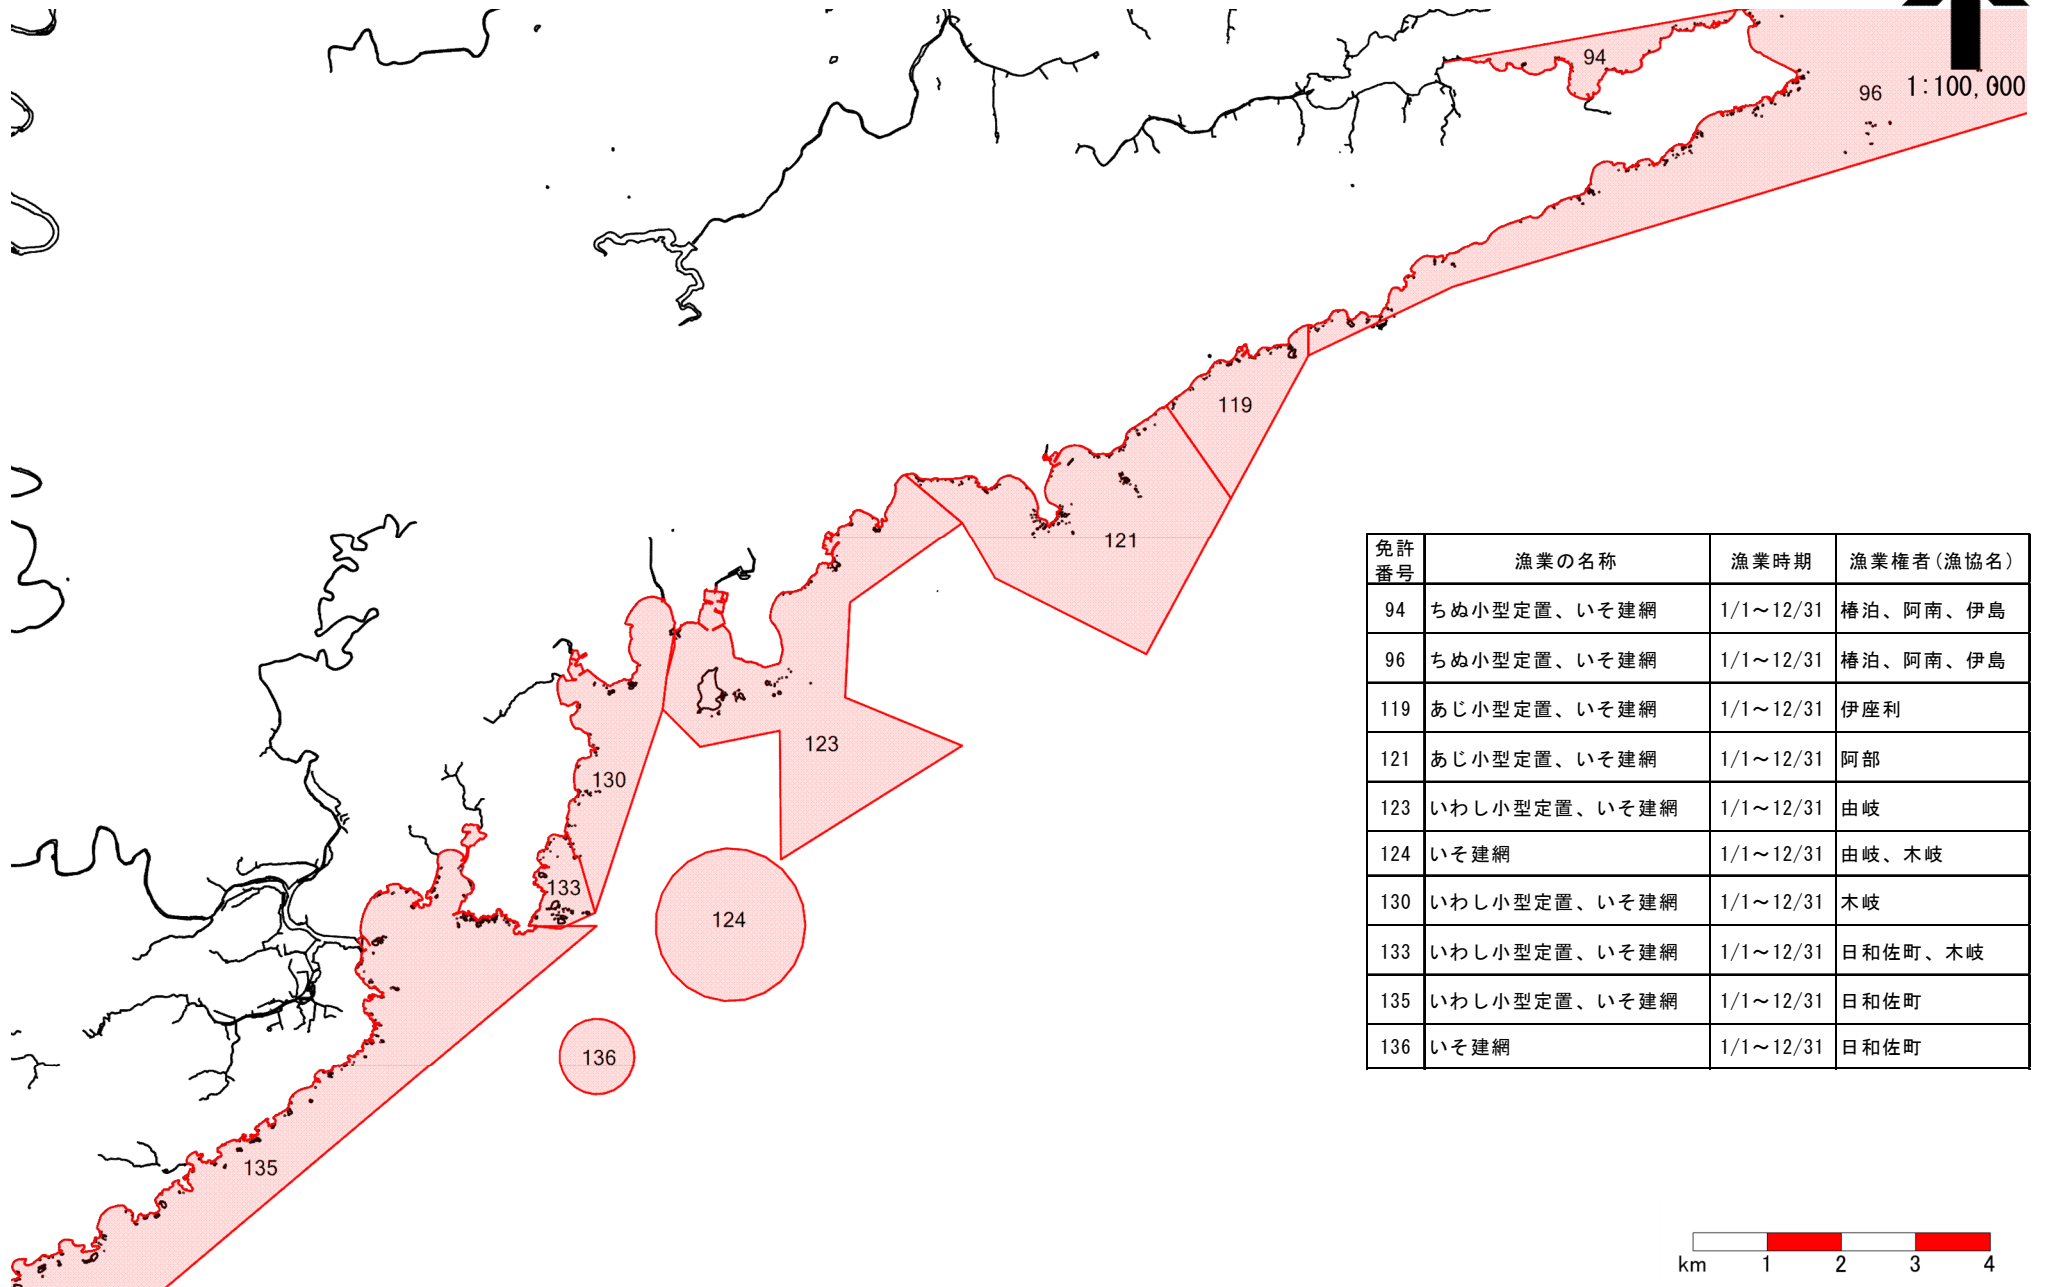 94
96
1:100,000
119
121
123
130
133
124
136
135
免許番号 漁業の名称 漁業時期 漁業権者(漁協名)
94 ちぬ小型定置、いそ建網 1/1～12/31 椿泊、阿南、伊島
96 ちぬ小型定置、いそ建網 1/1～12/31 椿泊、阿南、伊島
119 あじ小型定置、いそ建網 1/1～12/31 伊座利
121 あじ小型定置、いそ建網 1/1～12/31 阿部
123 いわし小型定置、いそ建網 1/1～12/31 由岐
124 いそ建網 1/1～12/31 由岐、木岐
130 いわし小型定置、いそ建網 1/1～12/31 木岐
133 いわし小型定置、いそ建網 1/1～12/31 日和佐町、木岐
135 いわし小型定置、いそ建網 1/1～12/31 日和佐町
136 いそ建網 1/1～12/31 日和佐町
km 1 2 3 4